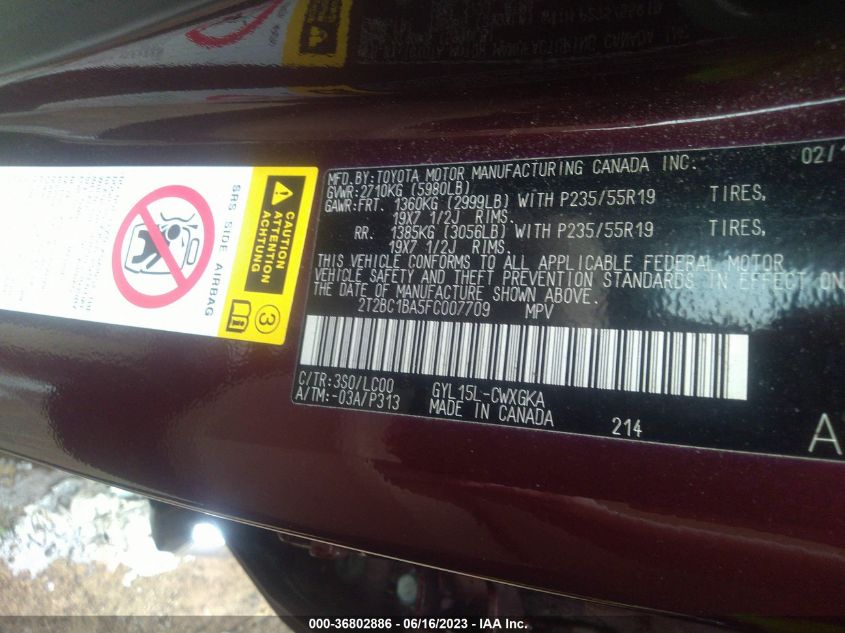 MFD.BY:TOYOTA MOTOR MANUFACTURING CANADA INC. 02/1
GVWR:2710KG (5980LB)
GAWR:FRT. 1360KG (2999LB) WITH P235/55R19 TIRES,
19X7 1/2J RIMS.
RR. 1385KG (3056LB) WITH P235/55R19 TIRES,
19X7 1/2J RIMS.
THIS VEHICLE CONFORMS TO ALL APPLICABLE FEDERAL MOTOR
VEHICLE SAFETY AND THEFT PREVENTION STANDARDS IN EFFECT ON
THE DATE OF MANUFACTURE SHOWN ABOVE.
2T2BC1BA5FC007709 MPV
C/TR:3S0/LC00 GYL15L-CWXGKA
A/TM:-03A/P313 MADE IN CANADA 214
A
SRS SIDE AIRBAG
CAUTION
ATTENTION
ACHTUNG
3
000-36802886 - 06/16/2023 - IAA Inc.